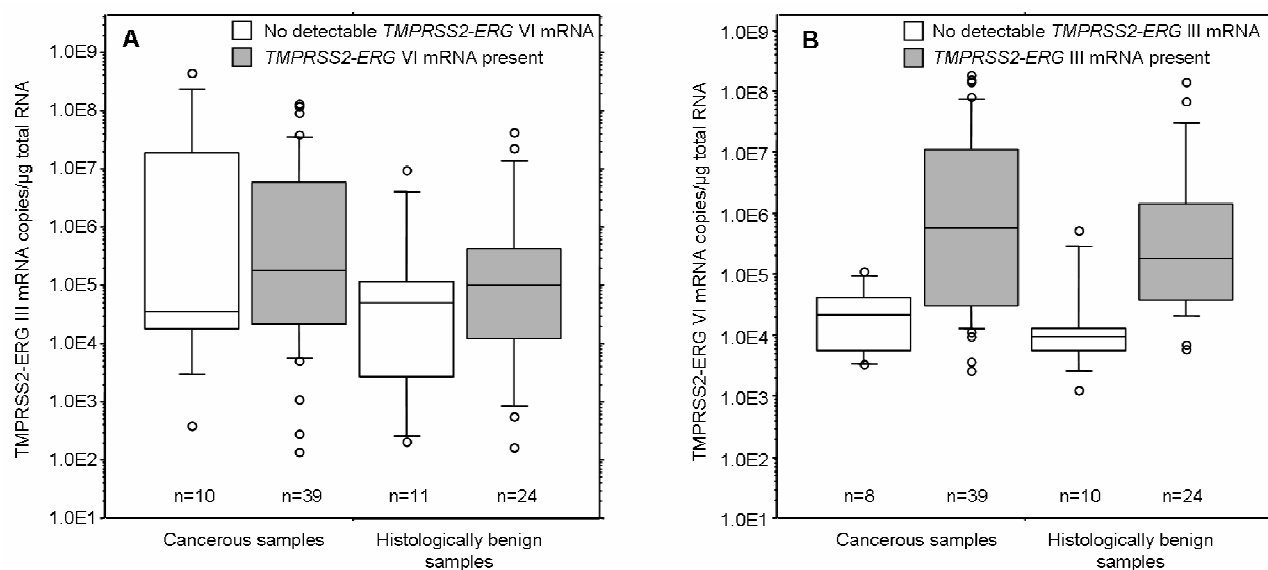 A
No detectable TMPRSS2-ERG VI mRNA
TMPRSS2-ERG VI mRNA present
TMPRSS2-ERG III mRNA copies/µg total RNA
1.0E9
1.0E8
1.0E7
1.0E6
1.0E5
1.0E4
1.0E3
1.0E2
1.0E1
n=10
n=39
n=11
n=24
Cancerous samples
Histologically benign
samples
B
No detectable TMPRSS2-ERG III mRNA
TMPRSS2-ERG III mRNA present
TMPRSS2-ERG VI mRNA copies/µg total RNA
1.0E9
1.0E8
1.0E7
1.0E6
1.0E5
1.0E4
1.0E3
1.0E2
1.0E1
n=8
n=39
n=10
n=24
Cancerous samples
Histologically benign
samples